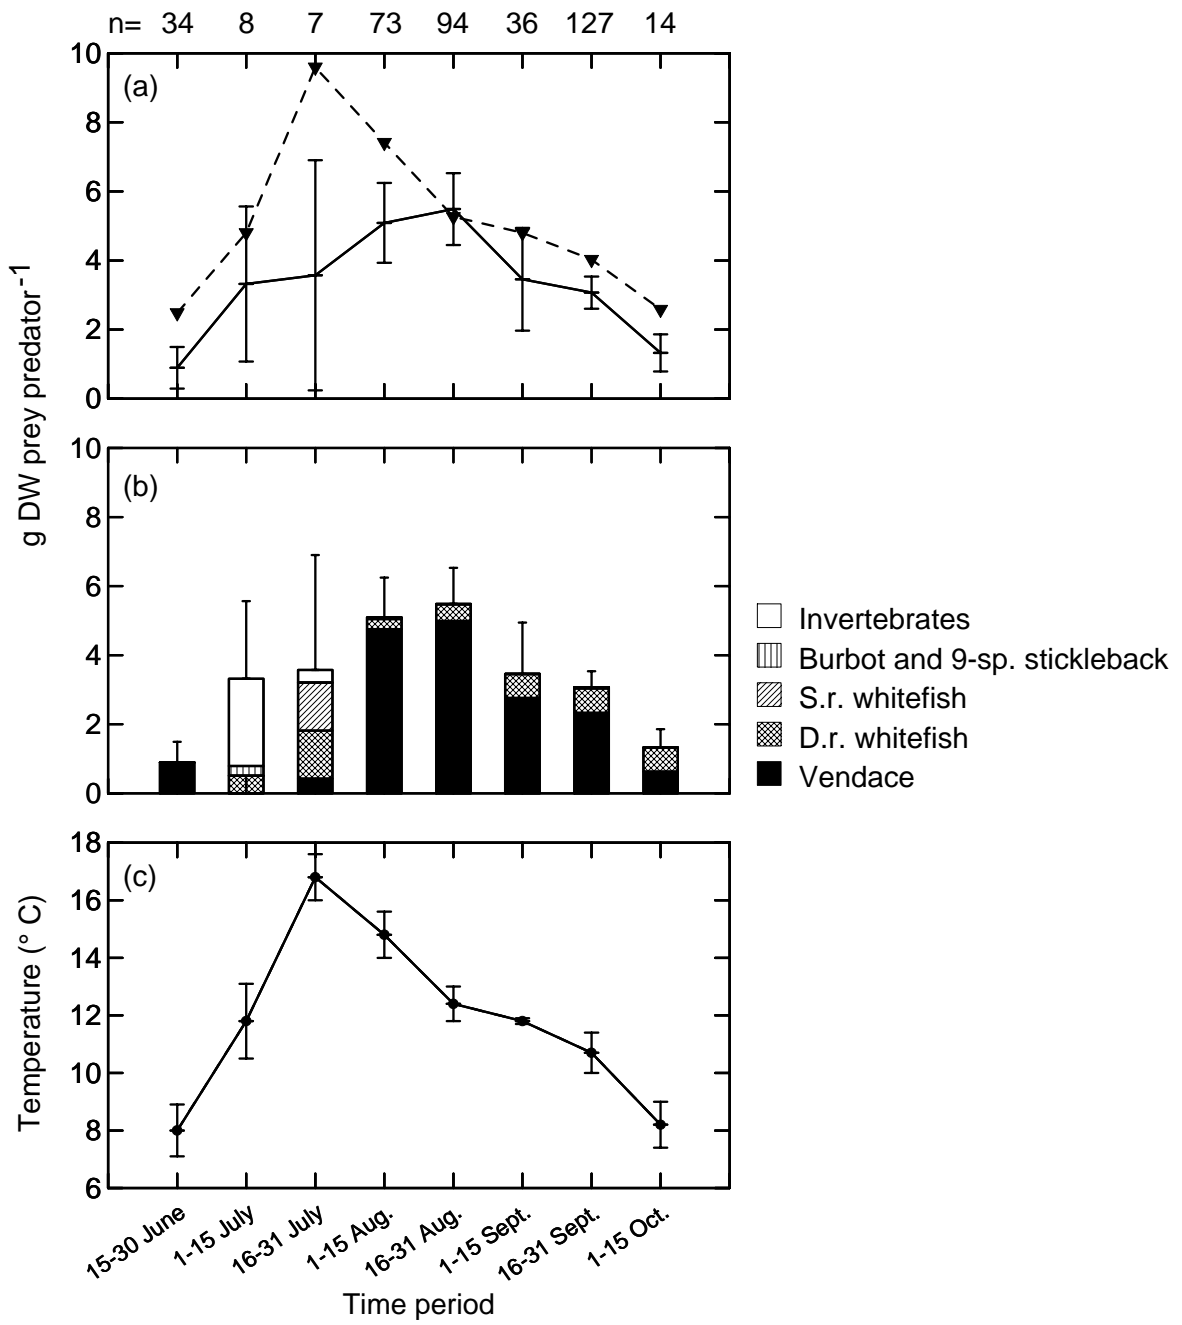 n= 34 8 7 73 94 36 127 14
10
(a)
8
6
4
2
0
g DW prey predator-1
10
(b)
8
6
4
2
0
Invertebrates
Burbot and 9-sp. stickleback
S.r. whitefish
D.r. whitefish
Vendace
18
(c)
16
14
12
10
8
6
Temperature (° C)
15-30 June
1-15 July
16-31 July
1-15 Aug.
16-31 Aug.
1-15 Sept.
16-31 Sept.
1-15 Oct.
Time period